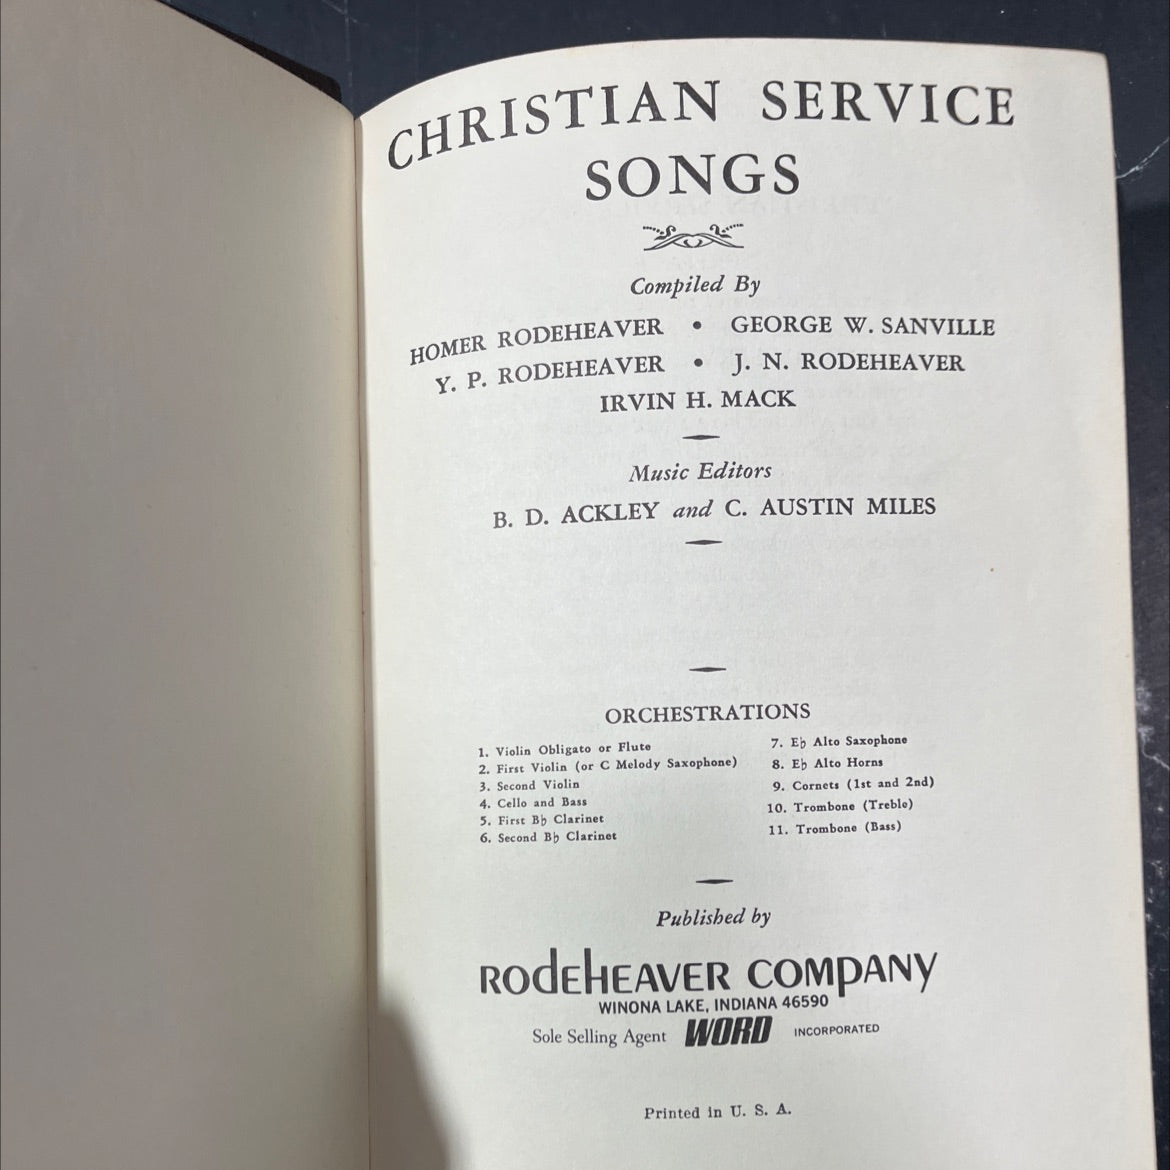 CHRISTIAN SERVICE
SONGS
Compiled By
HOMER RODEHEAVER • GEORGE W. SANVILLE
Y. P. RODEHEAVER • J. N. RODEHEAVER
IRVIN H. MACK
Music Editors
B. D. ACKLEY and C. AUSTIN MILES
ORCHESTRATIONS
1. Violin Obligato or Flute
2. First Violin (or C Melody Saxophone)
3. Second Violin
4. Cello and Bass
5. First B♭ Clarinet
6. Second B♭ Clarinet
7. E♭ Alto Saxophone
8. E♭ Alto Horns
9. Cornets (1st and 2nd)
10. Trombone (Treble)
11. Trombone (Bass)
Published by
RODEHEAVER COMPANY
WINONA LAKE, INDIANA 46590
Sole Selling Agent WORD INCORPORATED
Printed in U. S. A.